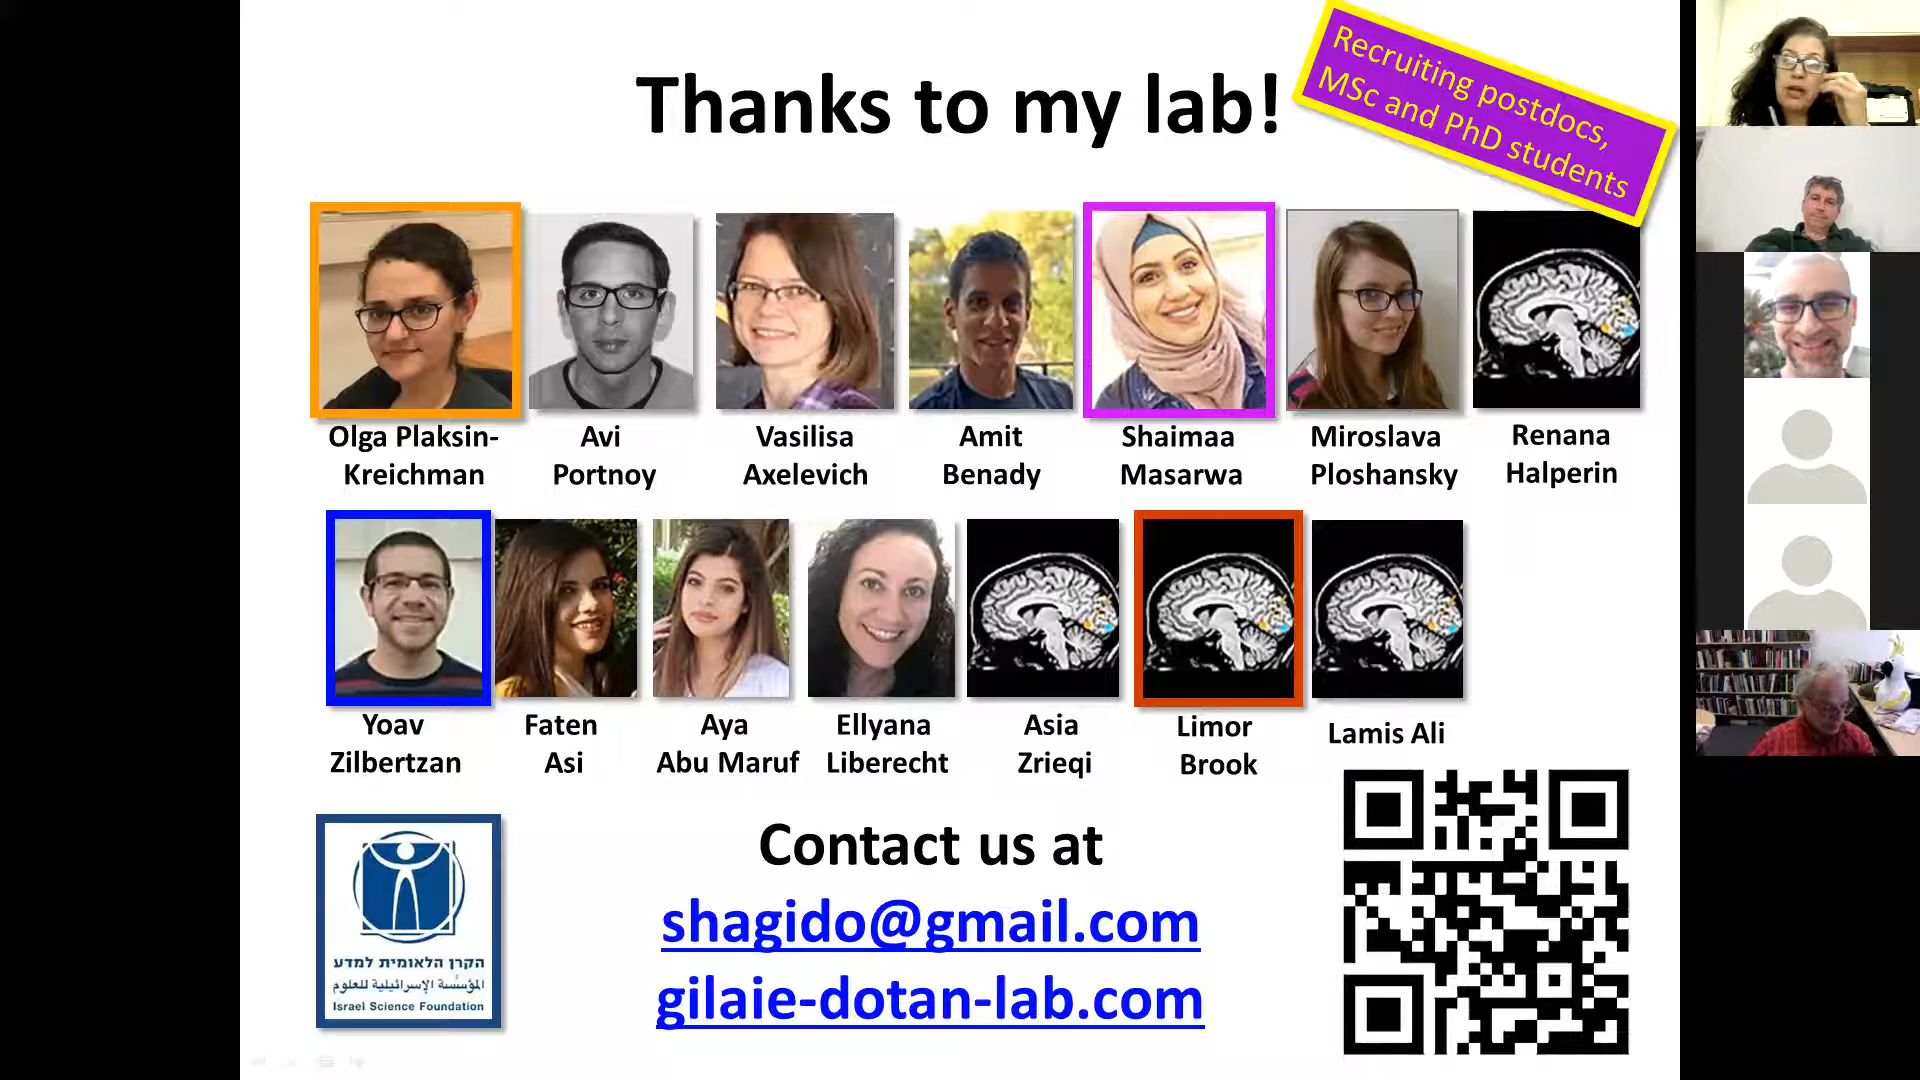 Thanks to my lab!
Recruiting postdocs,
MSc and PhD students
Olga Plaksin-
Kreichman
Avi
Portnoy
Vasilisa
Axelevich
Amit
Benady
Shaimaa
Masarwa
Miroslava
Ploshansky
Renana
Halperin
Yoav
Zilbertzan
Faten
Asi
Aya
Abu Maruf
Ellyana
Liberecht
Asia
Zrieqi
Limor
Brook
Lamis Ali
הקרן הלאומית למדע
المؤسّسة الإسرائيلية للعلوم
Israel Science Foundation
Contact us at
shagido@gmail.com
gilaie-dotan-lab.com